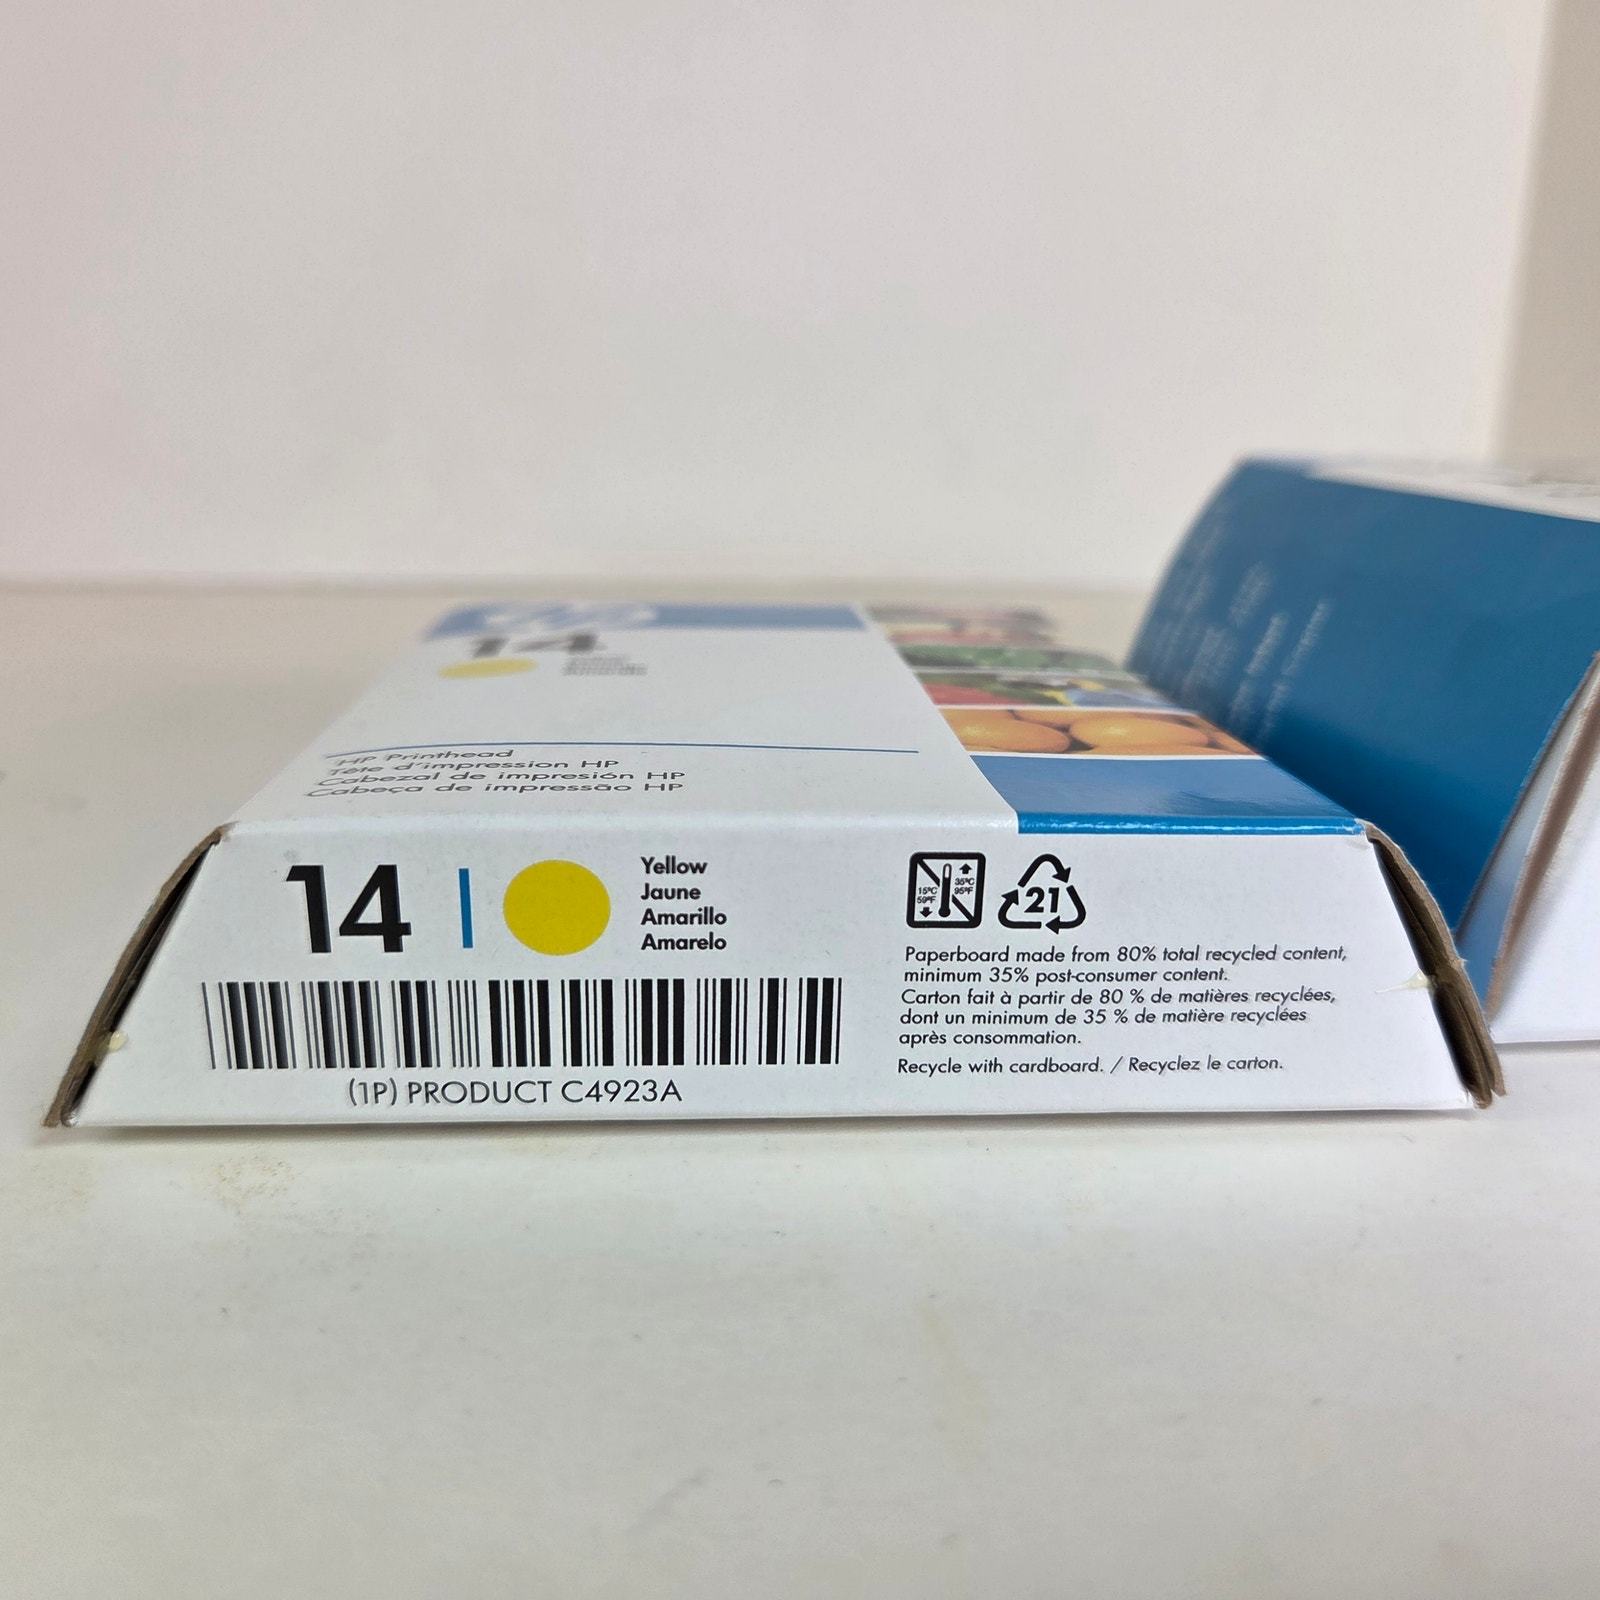 14
HP Printhead
Tête d'impression HP
Cabezal de impresión HP
Cabeça de impressão HP
14
Yellow
Jaune
Amarillo
Amarelo
15°C
59°F
35°C
95°F
21
Paperboard made from 80% total recycled content,
minimum 35% post-consumer content.
Carton fait à partir de 80 % de matières recyclées,
dont un minimum de 35 % de matière recyclées
après consommation.
Recycle with cardboard. / Recyclez le carton.
(1P) PRODUCT C4923A